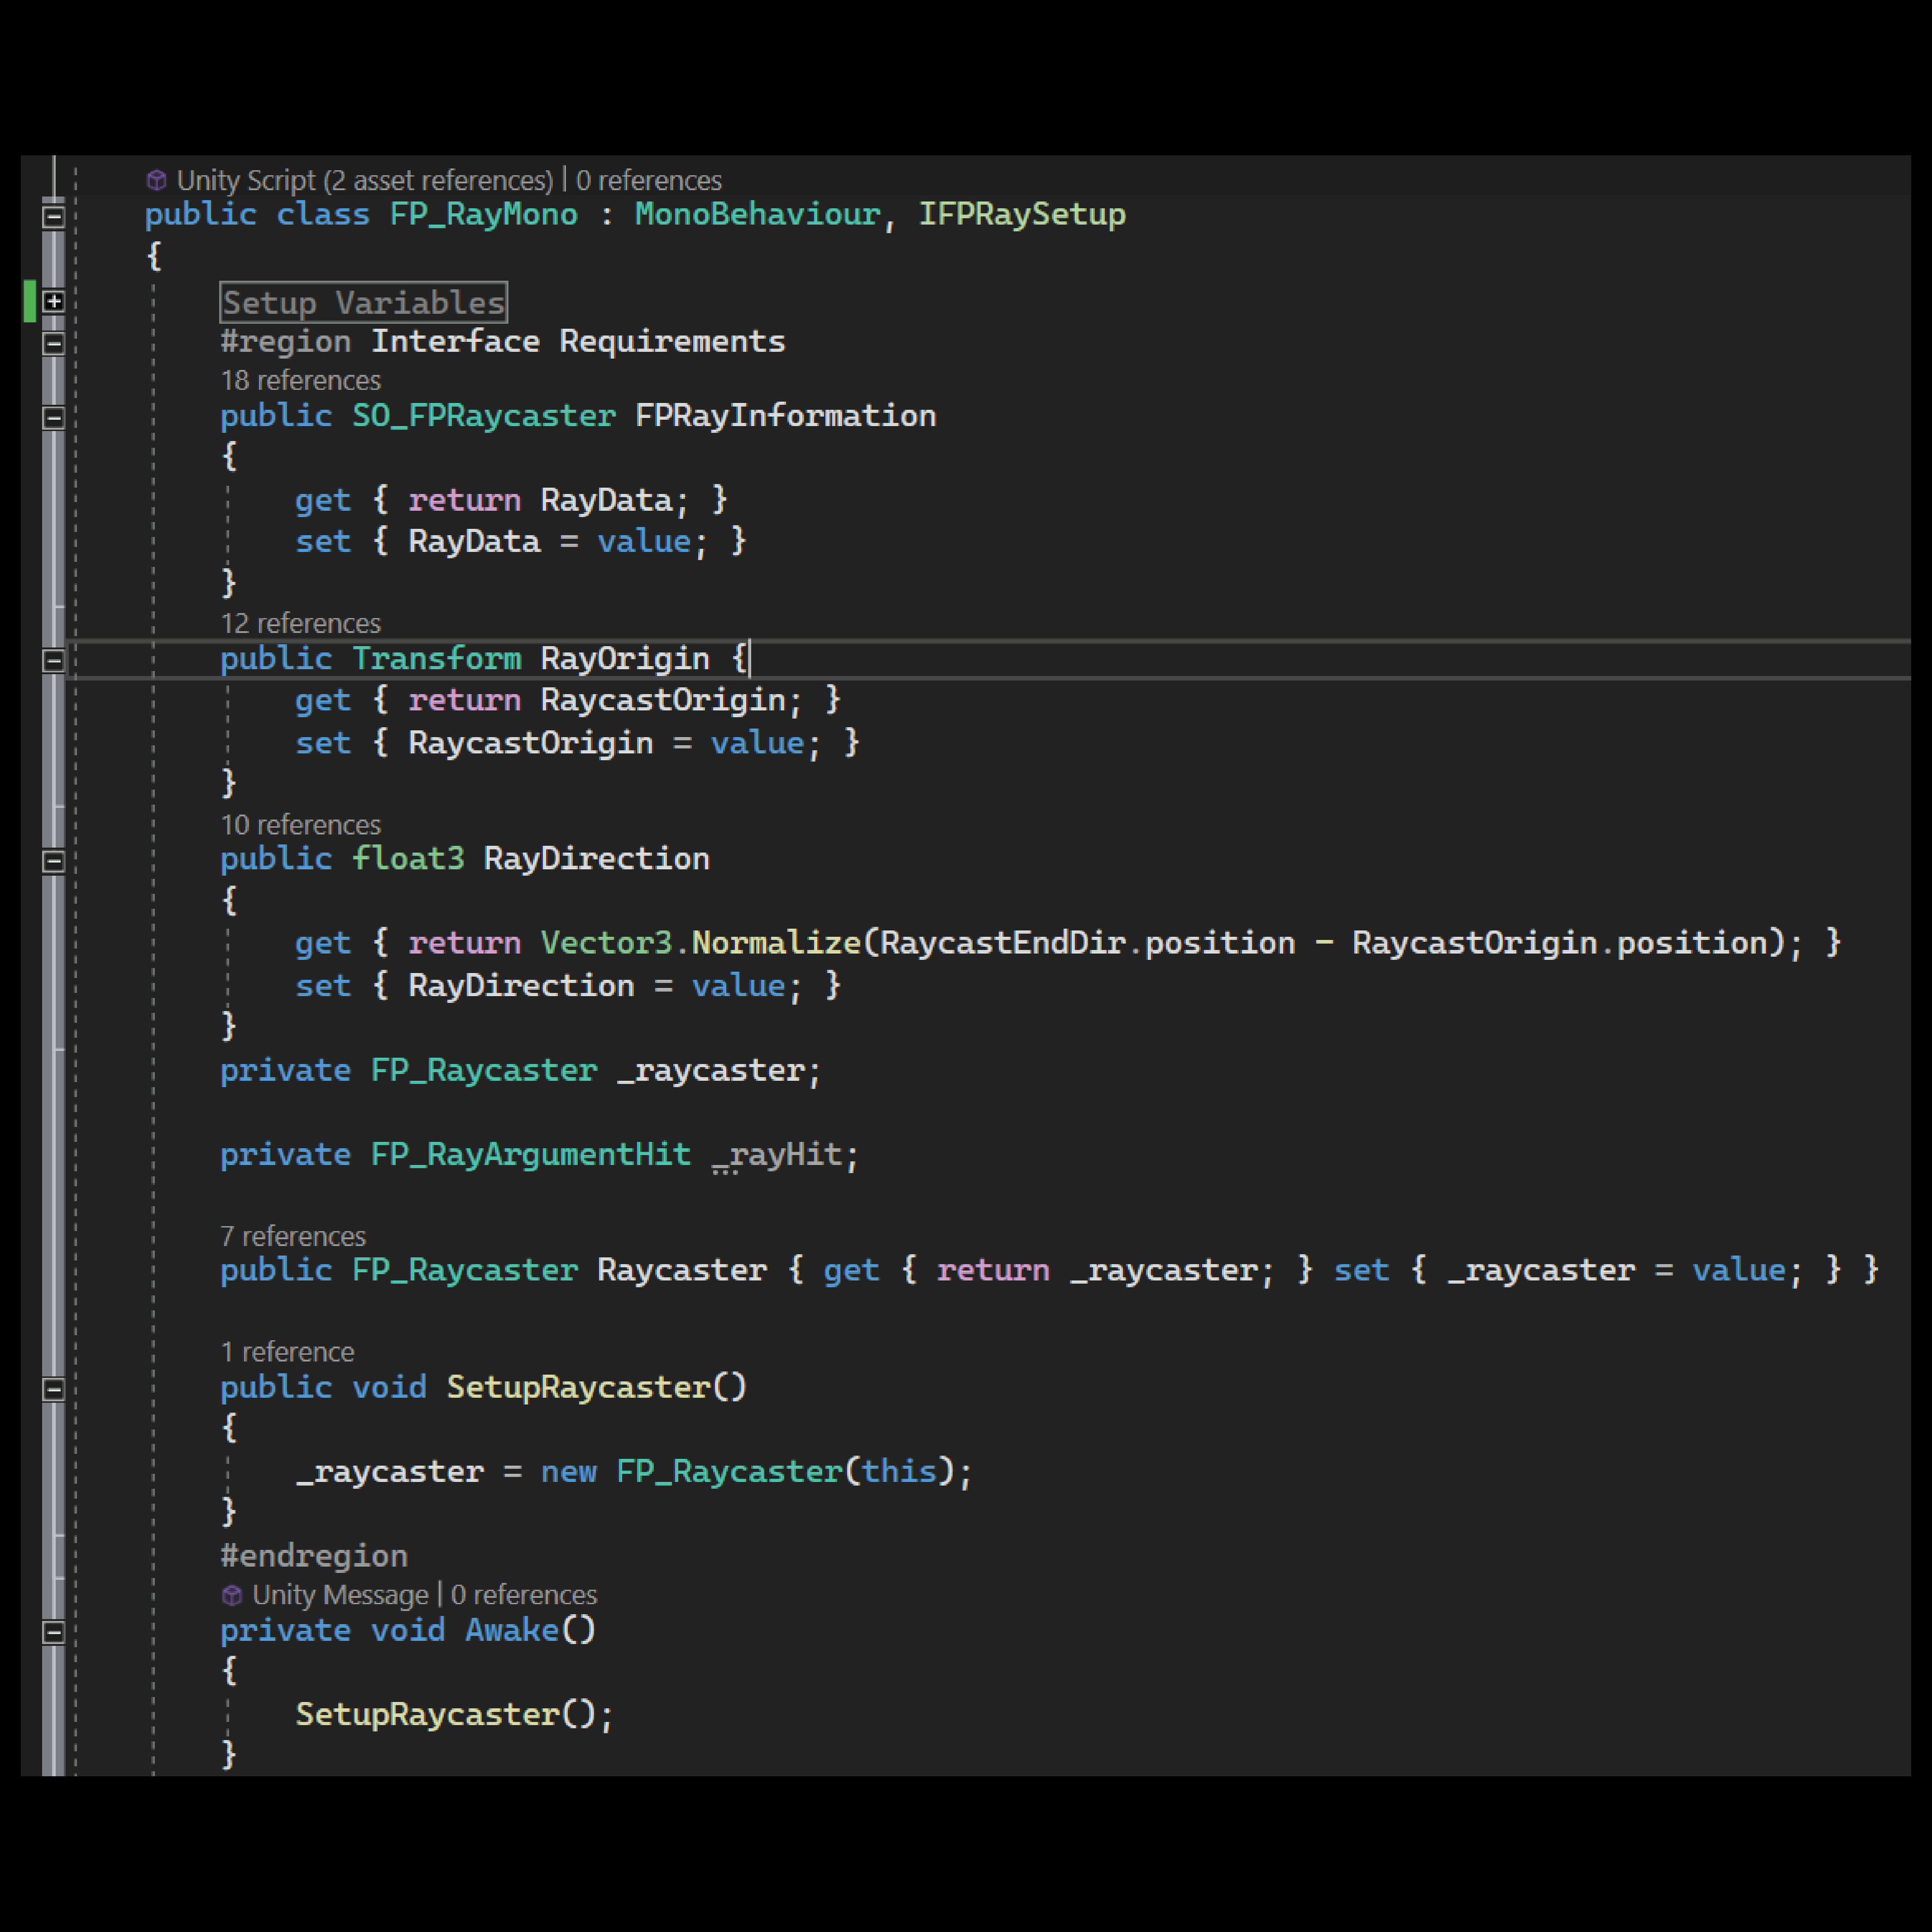 Unity Script (2 asset references) | 0 references
public class FP_RayMono : MonoBehaviour, IFPRaySetup
{
Setup Variables
#region Interface Requirements
18 references
public SO_FPRaycaster FPRayInformation
{
get { return RayData; }
set { RayData = value; }
}
12 references
public Transform RayOrigin {
get { return RaycastOrigin; }
set { RaycastOrigin = value; }
}
10 references
public float3 RayDirection
{
get { return Vector3.Normalize(RaycastEndDir.position - RaycastOrigin.position); }
set { RayDirection = value; }
}
private FP_Raycaster _raycaster;
private FP_RayArgumentHit _rayHit;
7 references
public FP_Raycaster Raycaster { get { return _raycaster; } set { _raycaster = value; } }
1 reference
public void SetupRaycaster()
{
_raycaster = new FP_Raycaster(this);
}
#endregion
Unity Message | 0 references
private void Awake()
{
SetupRaycaster();
}